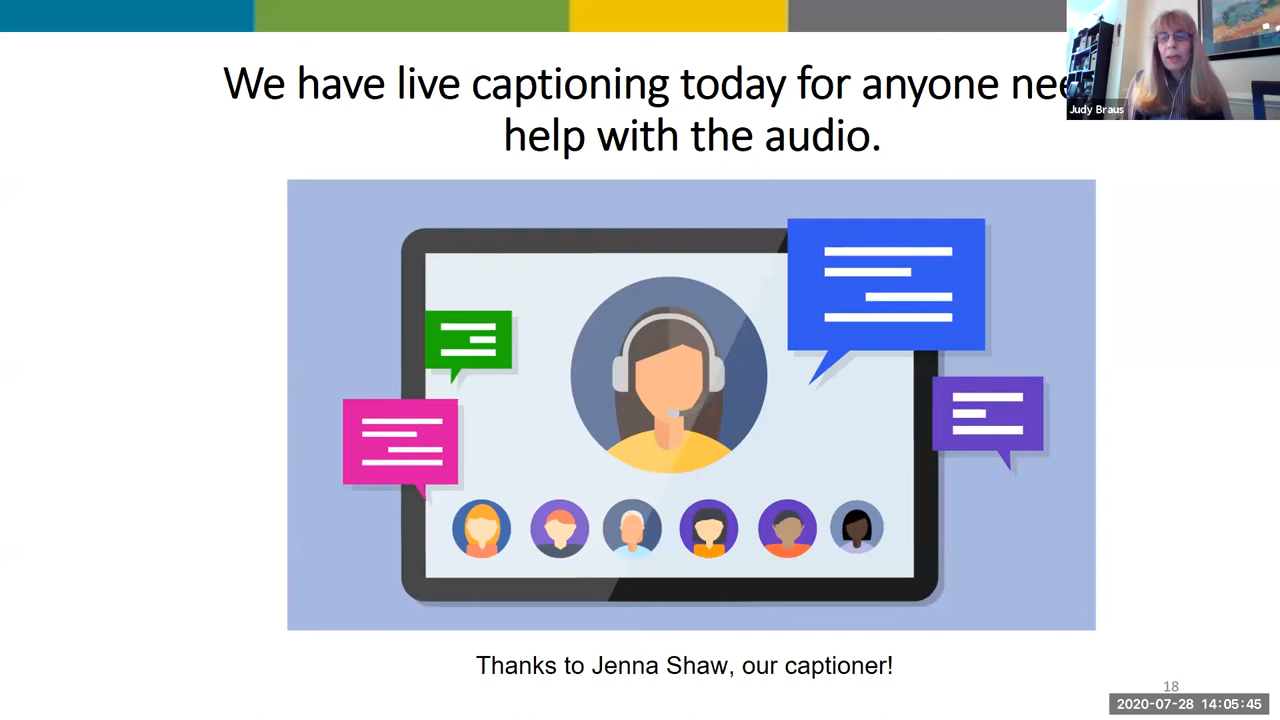 We have live captioning today for anyone
help with the audio.
Judy Braus
Thanks to Jenna Shaw, our captioner!
18
2020-07-28 14:05:45